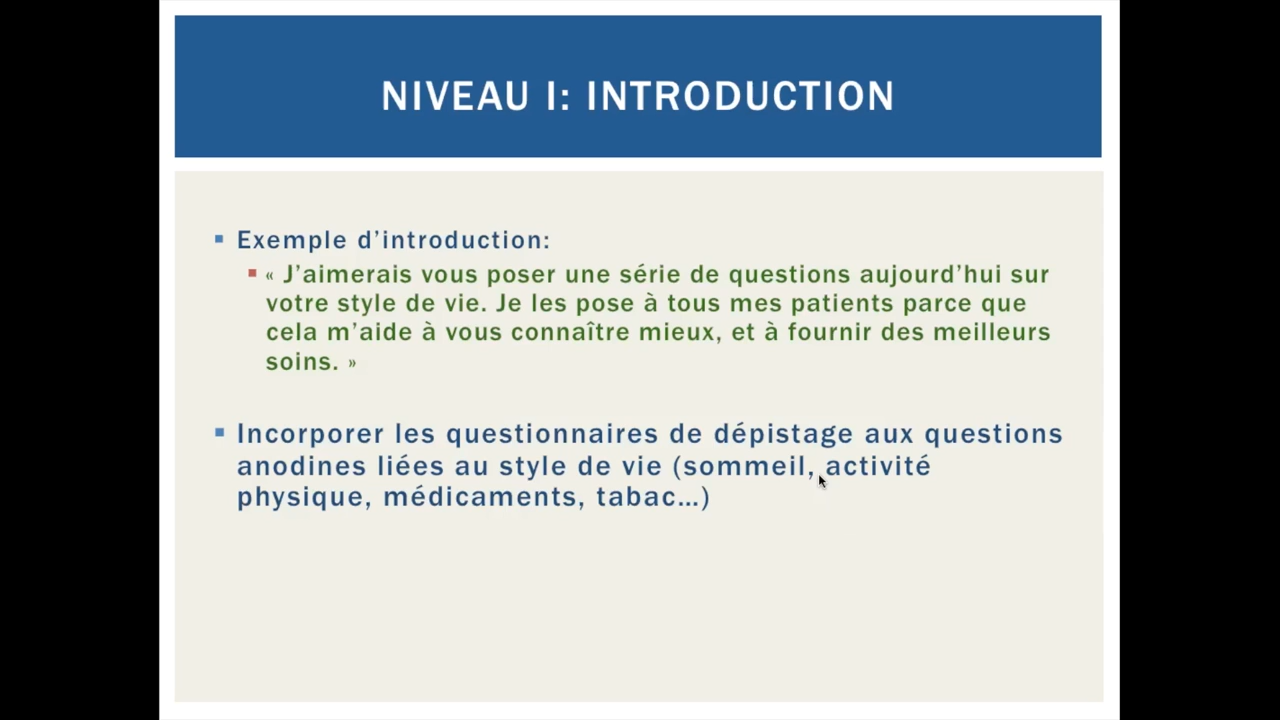 NIVEAU I: INTRODUCTION
Exemple d’introduction:
« J’aimerais vous poser une série de questions aujourd’hui sur
votre style de vie. Je les pose à tous mes patients parce que
cela m’aide à vous connaître mieux, et à fournir des meilleurs
soins. »
Incorporer les questionnaires de dépistage aux questions
anodines liées au style de vie (sommeil, activité
physique, médicaments, tabac…)